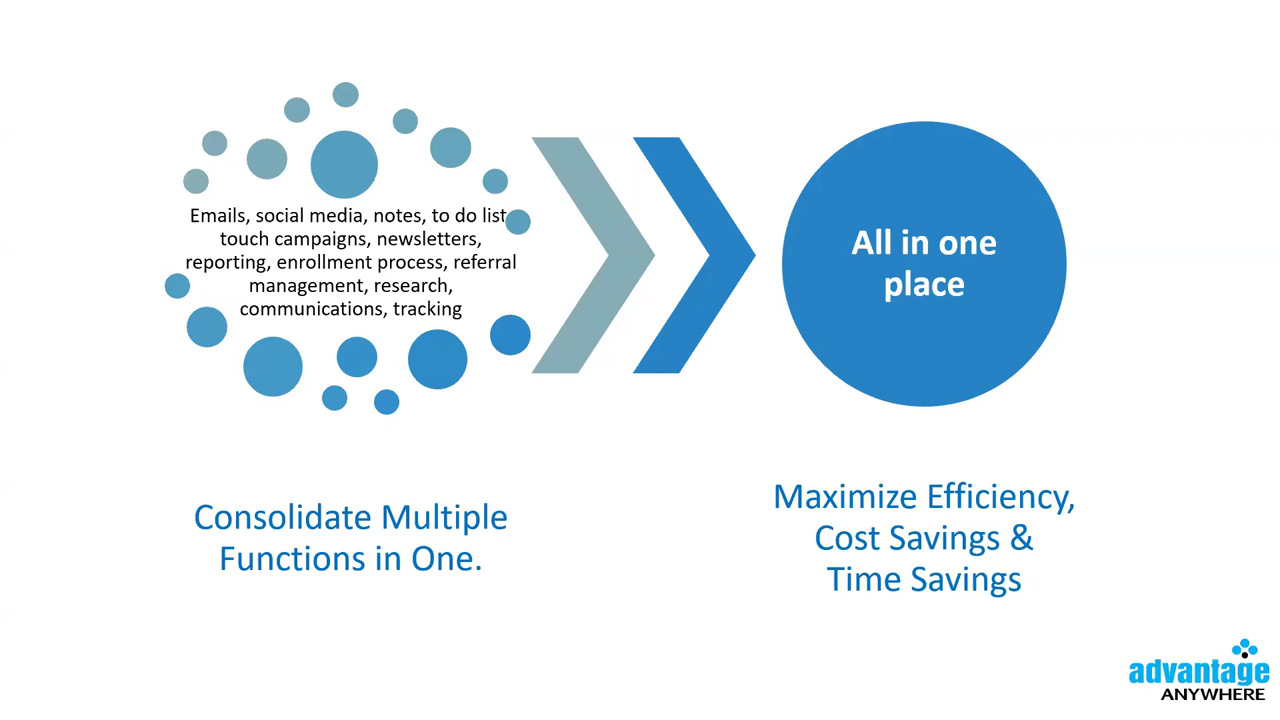 Emails, social media, notes, to do list,
touch campaigns, newsletters,
reporting, enrollment process, referral
management, research,
communications, tracking
All in one
place
Consolidate Multiple
Functions in One.
Maximize Efficiency,
Cost Savings &
Time Savings
advantage
ANYWHERE